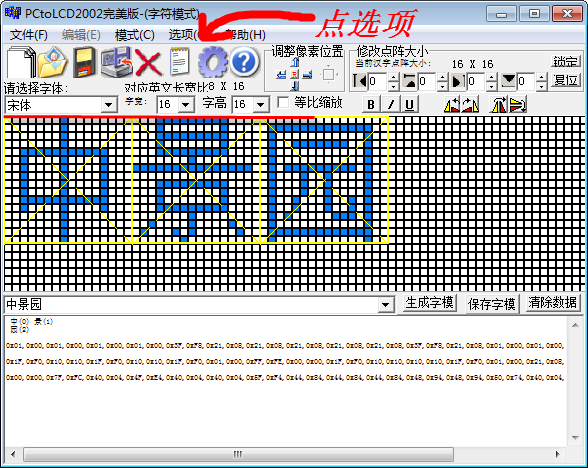 PCtoLCD2002完美版-(字符模式)
点选项
文件(F) 编辑(E) 模式(C) 选项(O) 帮助(H)
调整像素位置
修改点阵大小
当前汉字点阵大小: 16 X 16
锁定
0 0 0 0
复位
请选择字体:
对应英文长宽比8 X 16
宋体
字宽: 16 字高 16
等比缩放
B I U
中景园
生成字模 保存字模 清除数据
中(0) 景(1)
园(2)
0x01,0x00,0x01,0x00,0x01,0x00,0x01,0x00,0x3F,0xF8,0x21,0x08,0x21,0x08,0x21,0x08,0x21,0x08,0x21,0x08,0x3F,0xF8,0x21,0x08,0x01,0x00,0x01,0x00,
0x1F,0xF0,0x10,0x10,0x1F,0xF0,0x10,0x10,0x1F,0xF0,0x01,0x00,0xFF,0xFE,0x00,0x00,0x1F,0xF0,0x10,0x10,0x10,0x10,0x1F,0xF0,0x01,0x00,0x21,0x08,
0x00,0x00,0x7F,0xFC,0x40,0x04,0x4F,0xE4,0x40,0x04,0x40,0x04,0x5F,0xF4,0x44,0x84,0x44,0x84,0x44,0x84,0x48,0x94,0x48,0x94,0x50,0x74,0x40,0x04,